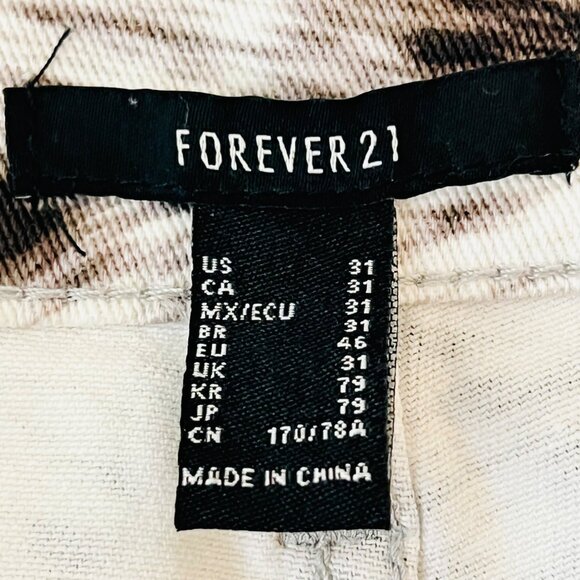 FOREVER 21
US 31
CA 31
MX/ECU 31
BR 31
EU 46
UK 31
KR 79
JP 79
CN 170/78A
MADE IN CHINA